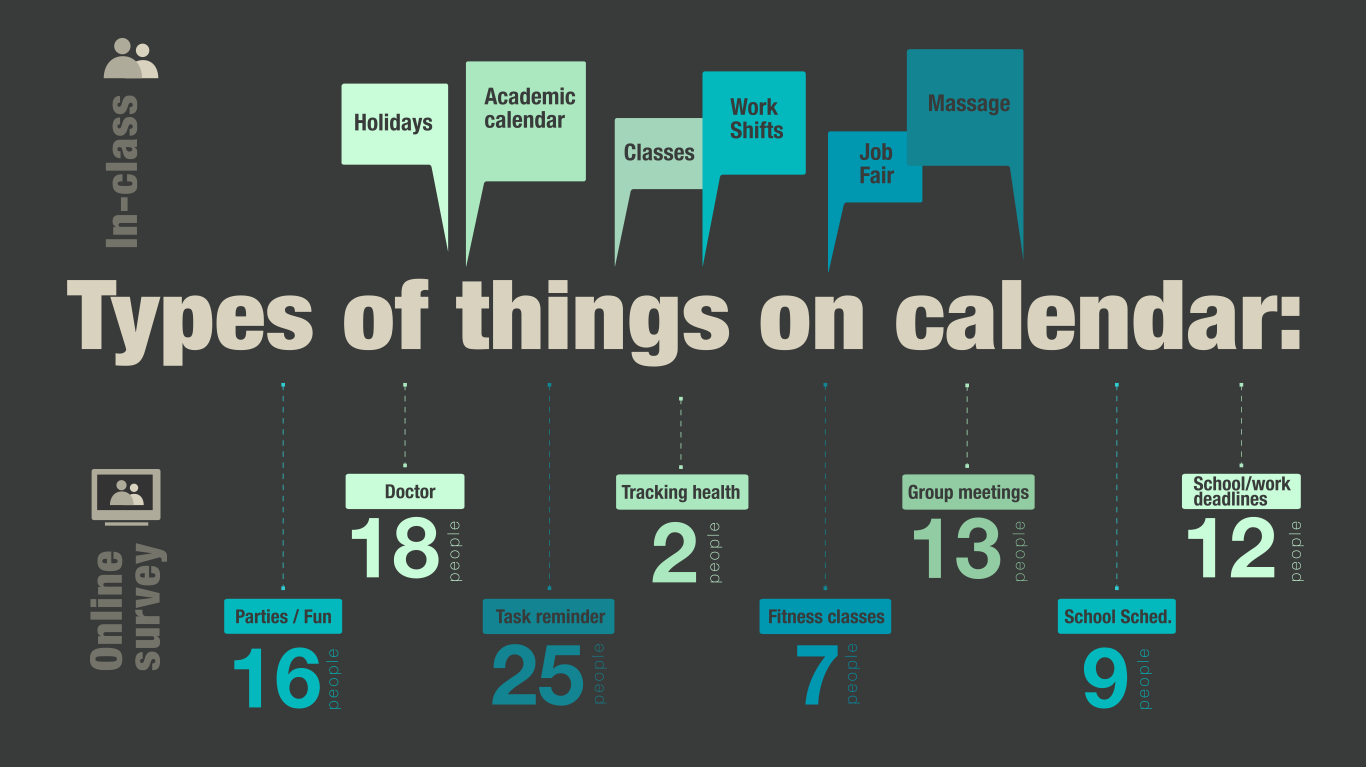 In-class
Holidays
Academic
calendar
Classes
Work
Shifts
Job
Fair
Massage
Types of things on calendar:
Online
survey
Parties / Fun
16 people
Doctor
18 people
Task reminder
25 people
Tracking health
2 people
Fitness classes
7 people
Group meetings
13 people
School Sched.
9 people
School/work
deadlines
12 people